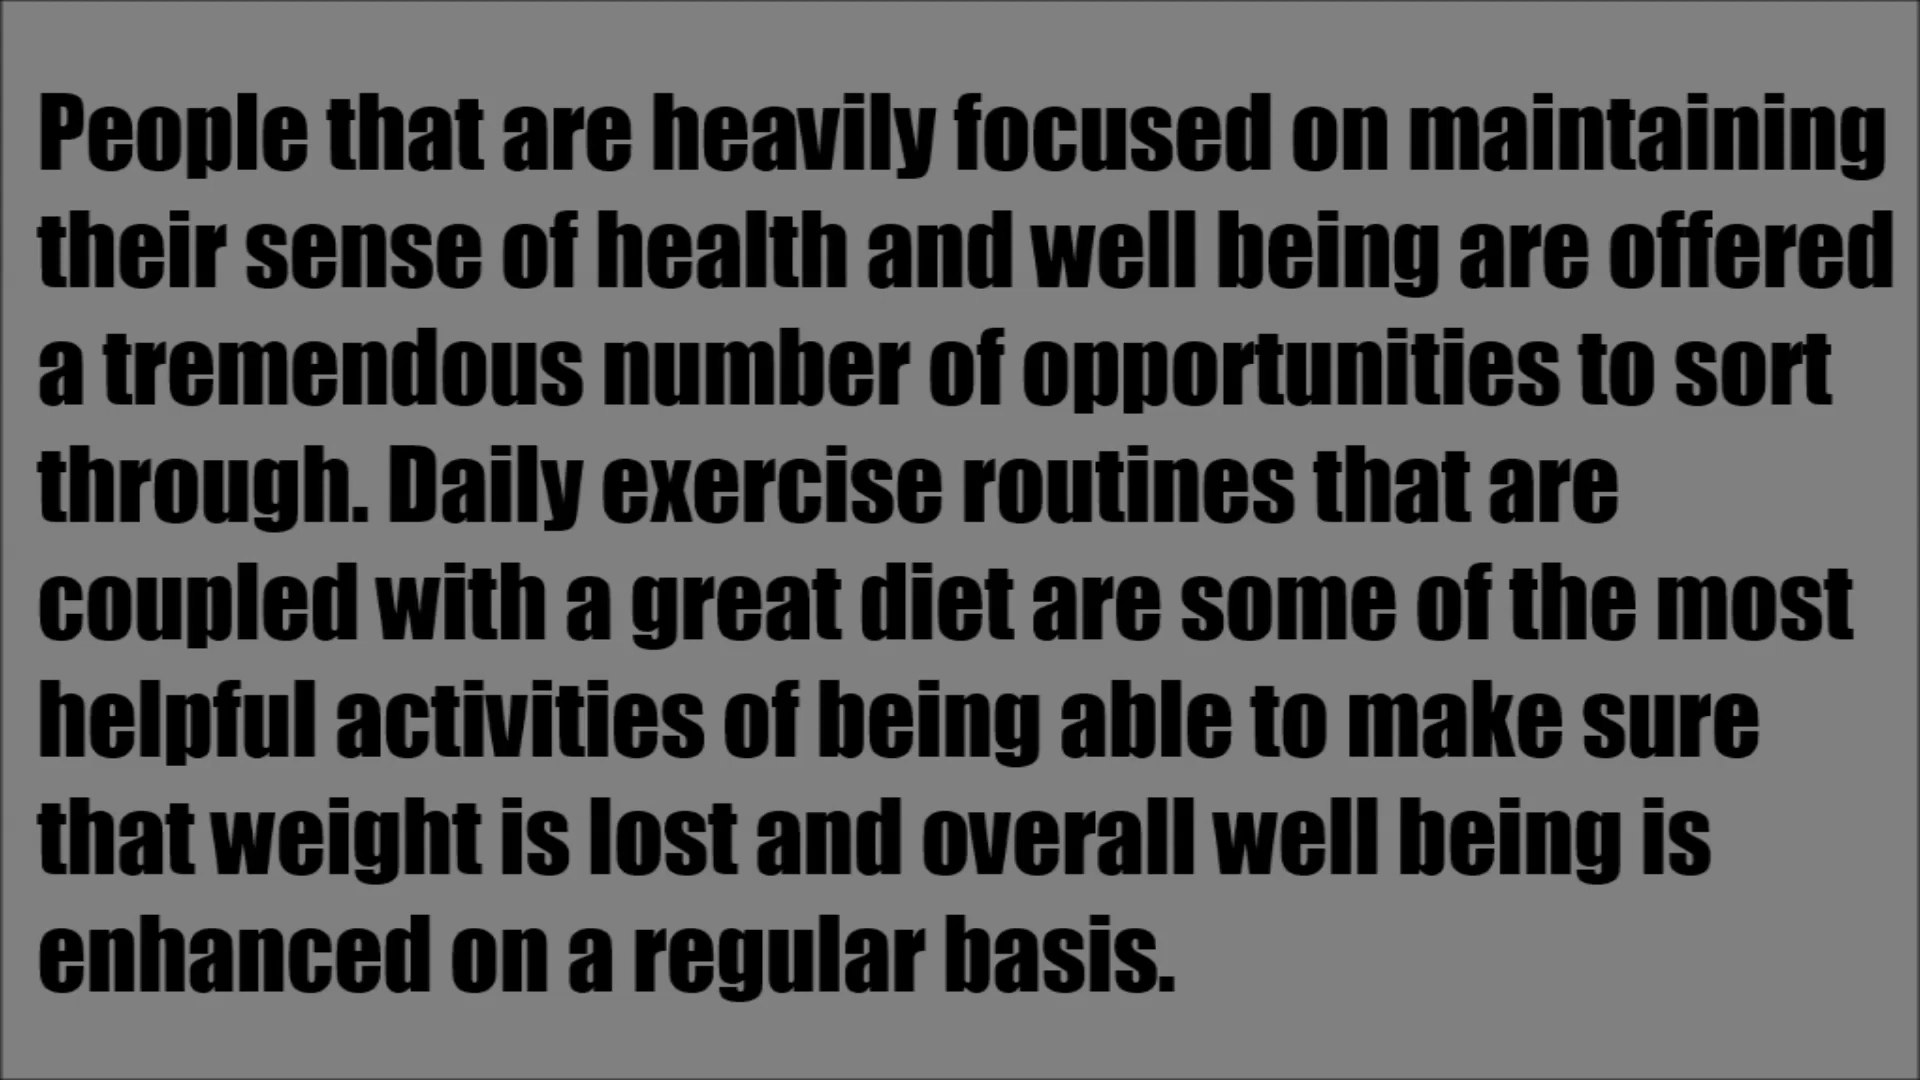 People that are heavily focused on maintaining
their sense of health and well being are offered
a tremendous number of opportunities to sort
through. Daily exercise routines that are
coupled with a great diet are some of the most
helpful activities of being able to make sure
that weight is lost and overall well being is
enhanced on a regular basis.